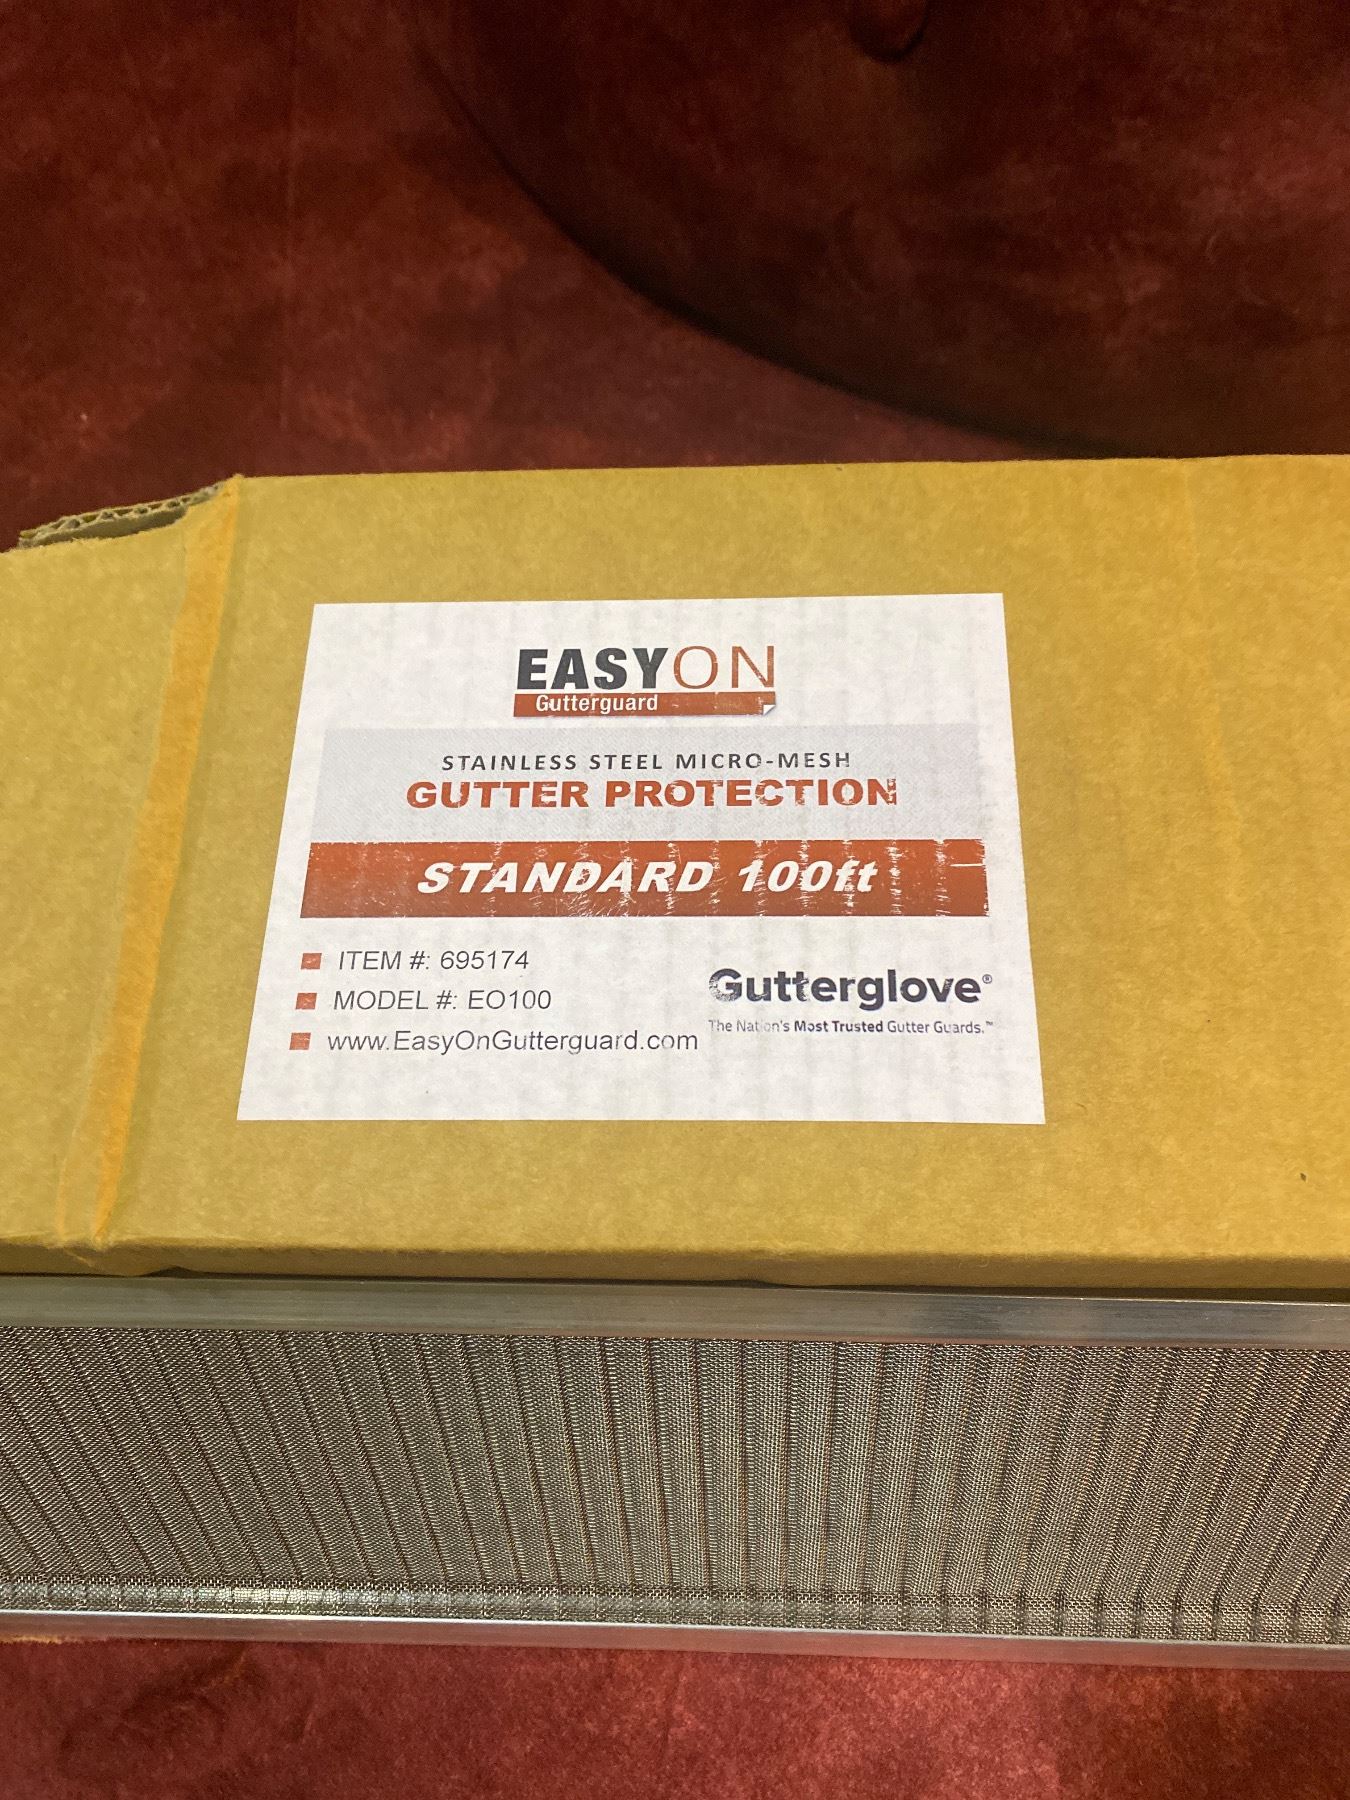 EASYON
Gutterguard
STAINLESS STEEL MICRO-MESH
GUTTER PROTECTION
STANDARD 100ft
ITEM #: 695174
MODEL #: EO100
www.EasyOnGutterguard.com
Gutterglove®
The Nation's Most Trusted Gutter Guards.™